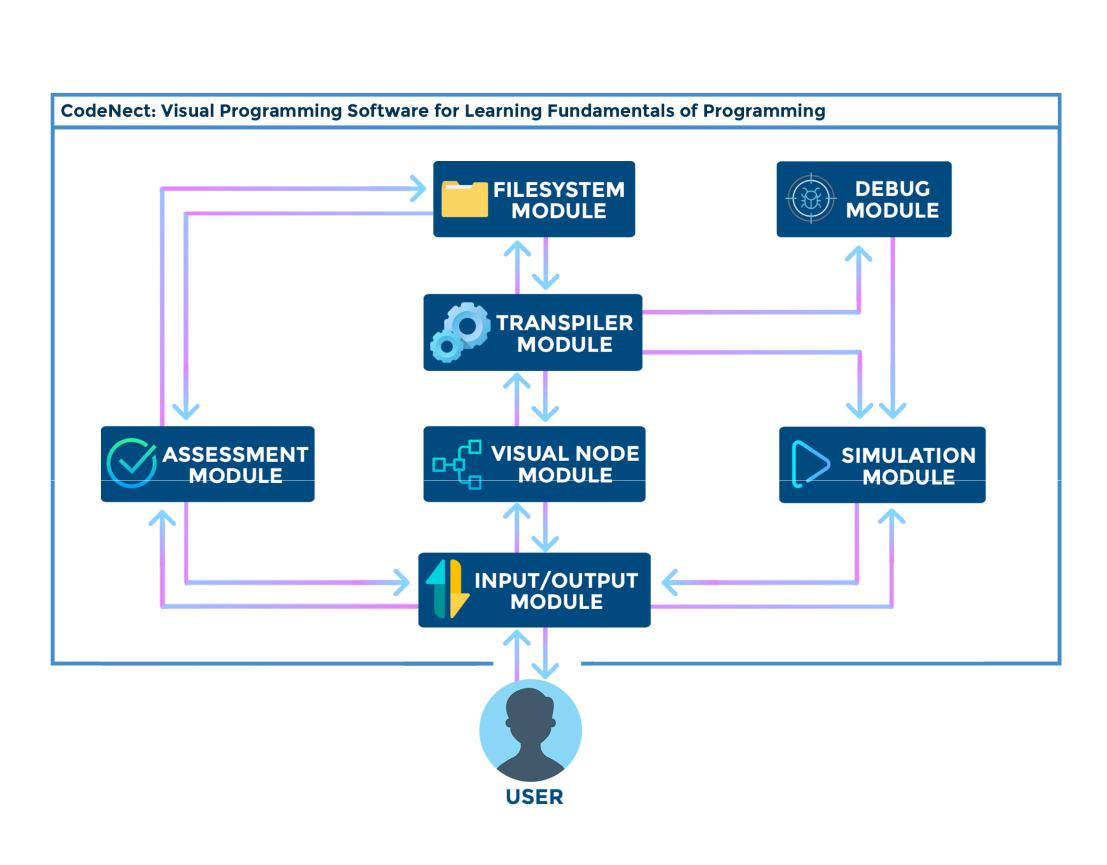 CodeNect: Visual Programming Software for Learning Fundamentals of Programming
FILESYSTEM
MODULE
DEBUG
MODULE
TRANSPILER
MODULE
ASSESSMENT
MODULE
VISUAL NODE
MODULE
SIMULATION
MODULE
INPUT/OUTPUT
MODULE
USER